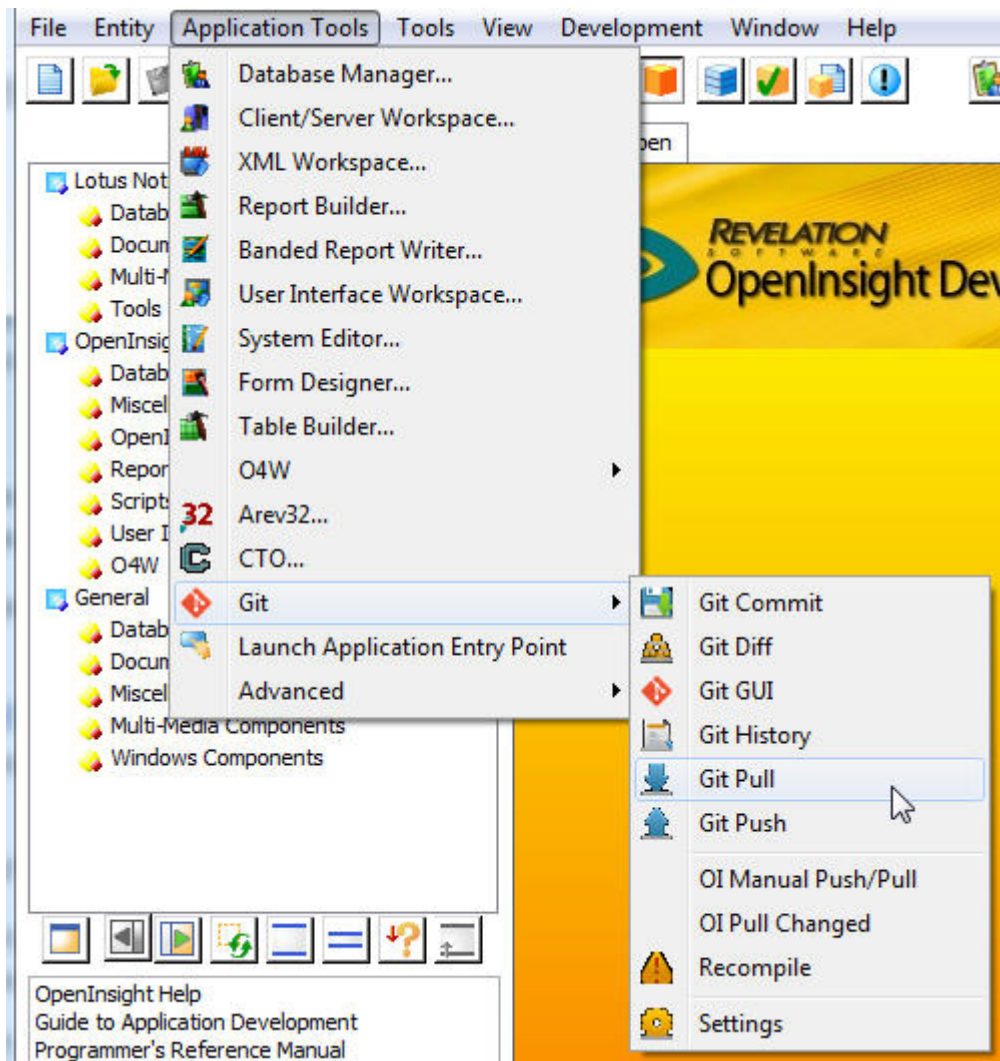 File Entity Application Tools Tools View Development Window Help
Database Manager...
Client/Server Workspace...
XML Workspace...
Report Builder...
Banded Report Writer...
User Interface Workspace...
System Editor...
Form Designer...
Table Builder...
O4W
32 Arev32...
CTO...
Git
Launch Application Entry Point
Advanced
Git Commit
Git Diff
Git GUI
Git History
Git Pull
Git Push
OI Manual Push/Pull
OI Pull Changed
Recompile
Settings
pen
Lotus Not
Datab
Docum
Multi-M
Tools
OpenInsig
Datab
Miscel
OpenI
Repor
Scripts
User I
O4W
General
Datab
Docum
Miscel
Multi-Media Components
Windows Components
REVELATION
SOFTWARE
OpenInsight Dev
OpenInsight Help
Guide to Application Development
Programmer's Reference Manual